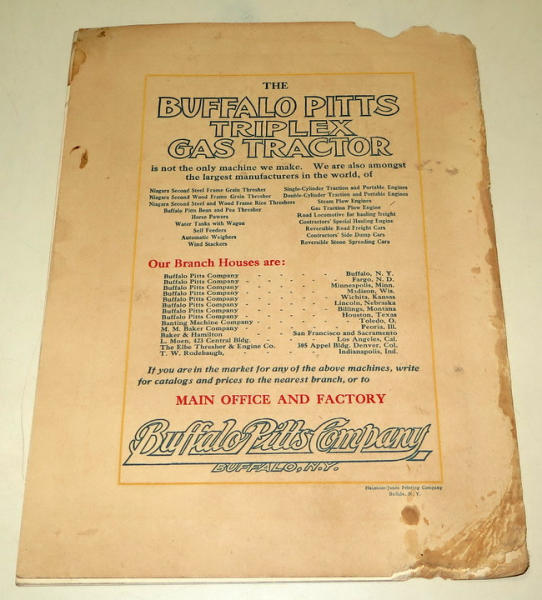 THE
BUFFALO PITTS
TRIPLEX
GAS TRACTOR
is not the only machine we make. We are also amongst
the largest manufacturers in the world, of
Niagara Second Steel Frame Grain Thresher
Niagara Second Wood Frame Grain Thresher
Niagara Second Steel and Wood Frame Rice Threshers
Buffalo Pitts Bean and Pea Thresher
Horse Powers
Water Tanks with Wagon
Self Feeders
Automatic Weighers
Wind Stackers
Single-Cylinder Traction and Portable Engines
Double-Cylinder Traction and Portable Engines
Steam Plow Engines
Gas Traction Plow Engine
Road Locomotive for hauling freight
Contractors' Special Hauling Engine
Reversible Road Freight Cars
Contractors' Side Dump Cars
Reversible Stone Spreading Cars
Our Branch Houses are:
Buffalo Pitts Company - - - - - Buffalo, N. Y.
Buffalo Pitts Company - - - - - Fargo, N. D.
Buffalo Pitts Company - - - - - Minneapolis, Minn.
Buffalo Pitts Company - - - - - Madison, Wis.
Buffalo Pitts Company - - - - - Wichita, Kansas
Buffalo Pitts Company - - - - - Lincoln, Nebraska
Buffalo Pitts Company - - - - - Billings, Montana
Buffalo Pitts Company - - - - - Houston, Texas
Banting Machine Company - - - - - Toledo, O.
M. M. Baker Company - - - - - Peoria, Ill.
Baker & Hamilton - - - San Francisco and Sacramento
L. Moen, 423 Central Bldg. - - - - Los Angeles, Cal.
The Elbe Thresher & Engine Co. - 305 Appel Bldg. Denver, Col.
T. W. Rodebaugh, - - - - - Indianapolis, Ind.
If you are in the market for any of the above machines, write
for catalogs and prices to the nearest branch, or to
MAIN OFFICE AND FACTORY
Buffalo Pitts Company
BUFFALO, N.Y.
Printing Company
Buffalo, N. Y.